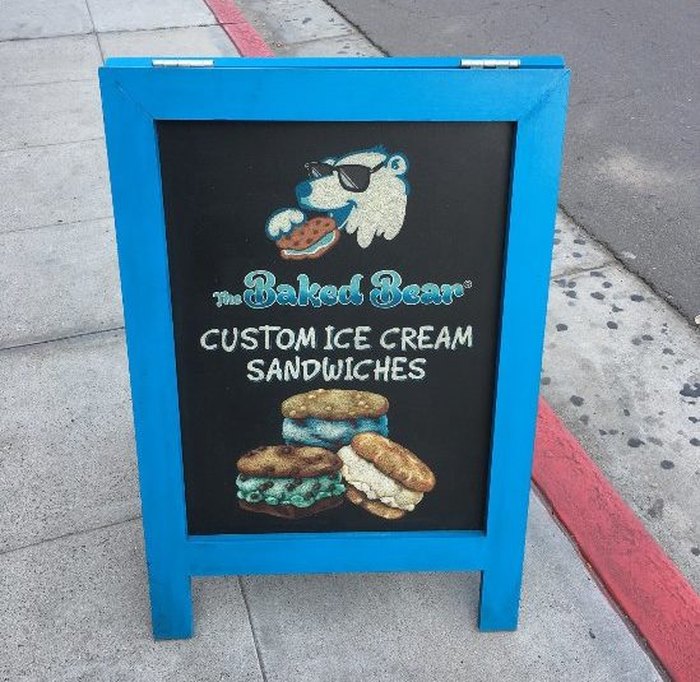 The Baked Bear®
CUSTOM ICE CREAM
SANDWICHES